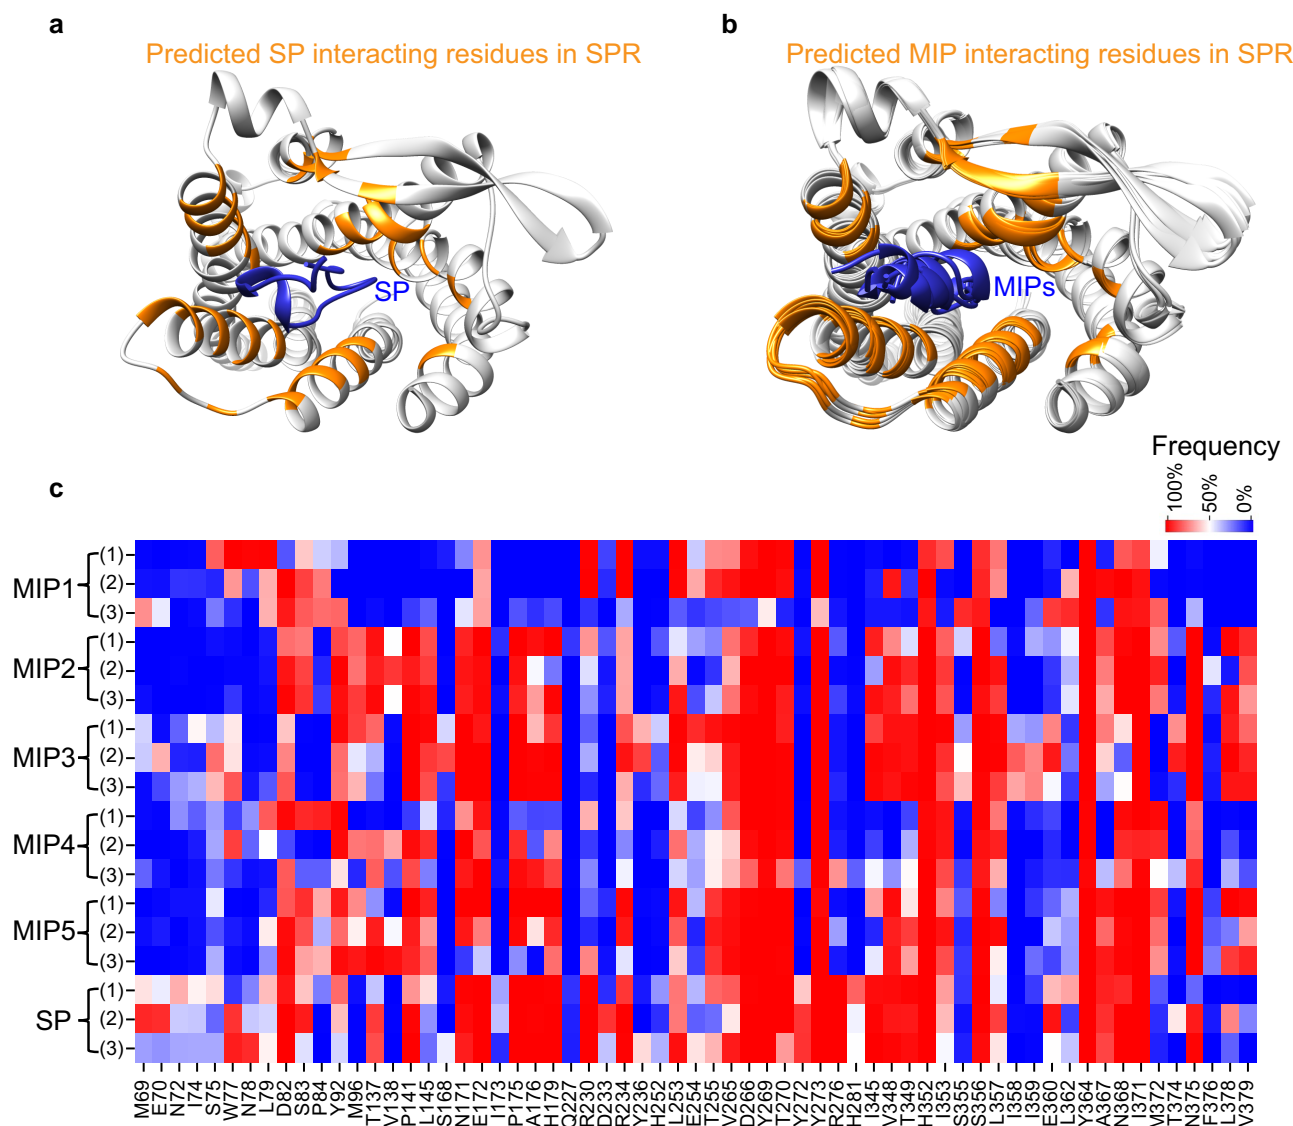 a
b
Predicted SP interacting residues in SPR
Predicted MIP interacting residues in SPR
SP
MIPs
Frequency
100%
50%
0%
c
MIP1
(1)
(2)
(3)
MIP2
(1)
(2)
(3)
MIP3
(1)
(2)
(3)
MIP4
(1)
(2)
(3)
MIP5
(1)
(2)
(3)
SP
(1)
(2)
(3)
M69
E70
N72
I74
S75
W77
N78
L79
D82
S83
P84
Y92
M96
T137
V138
P141
L145
S168
N171
E172
I173
P175
A176
H179
Q227
R230
D233
R234
Y236
H252
L253
E254
T255
V265
D266
Y269
T270
Y272
Y273
R276
H281
I345
V348
T349
H352
I353
S355
S356
L357
I358
I359
E360
L362
Y364
A367
N368
I371
M372
T374
N375
F376
L378
V379